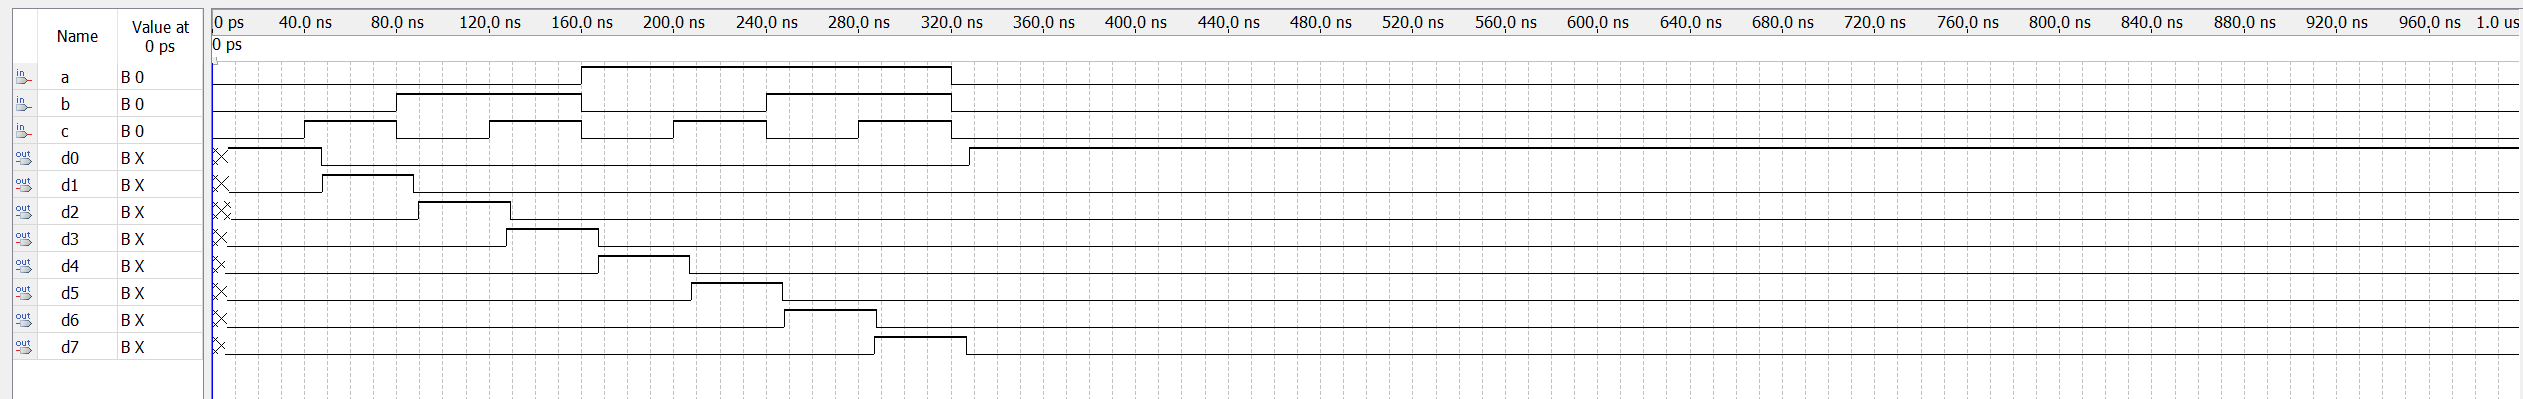 Name Value at 0 ps
0 ps 40.0 ns 80.0 ns 120.0 ns 160.0 ns 200.0 ns 240.0 ns 280.0 ns 320.0 ns 360.0 ns 400.0 ns 440.0 ns 480.0 ns 520.0 ns 560.0 ns 600.0 ns 640.0 ns 680.0 ns 720.0 ns 760.0 ns 800.0 ns 840.0 ns 880.0 ns 920.0 ns 960.0 ns 1.0 us
0 ps
in a B 0
in b B 0
in c B 0
out d0 B X
out d1 B X
out d2 B X
out d3 B X
out d4 B X
out d5 B X
out d6 B X
out d7 B X